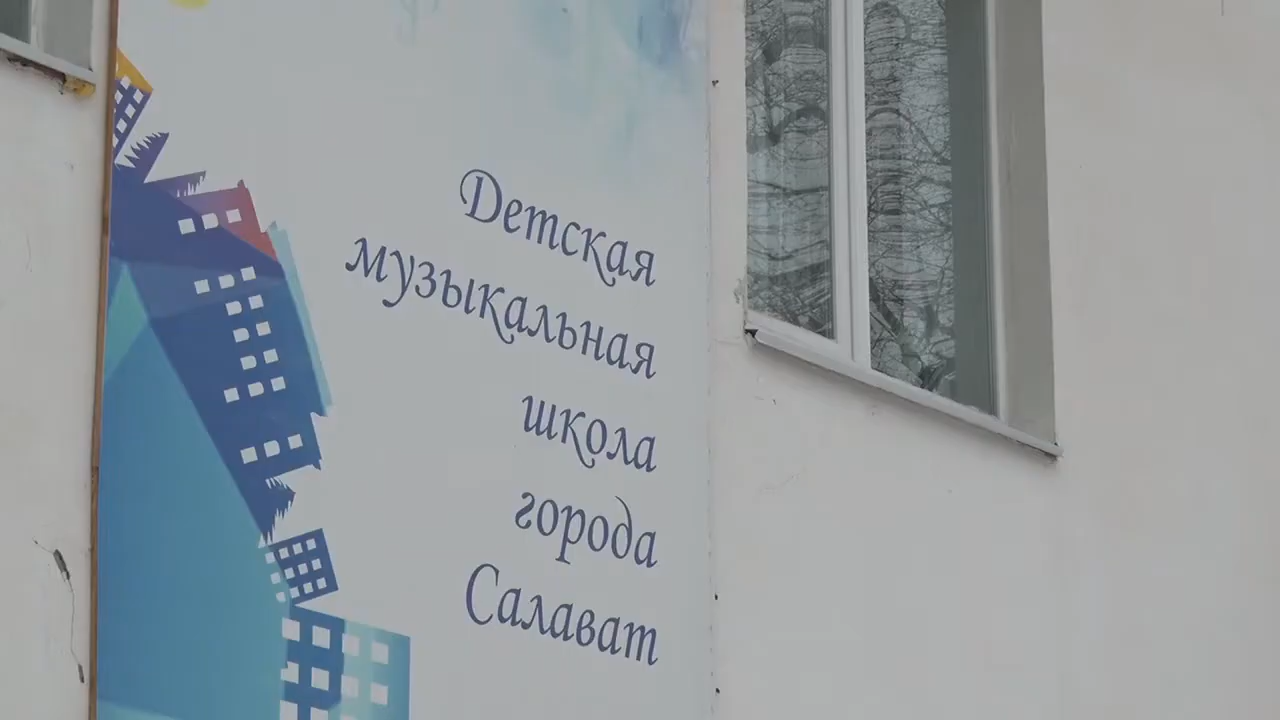 Детская
музыкальная
школа
города
Салават